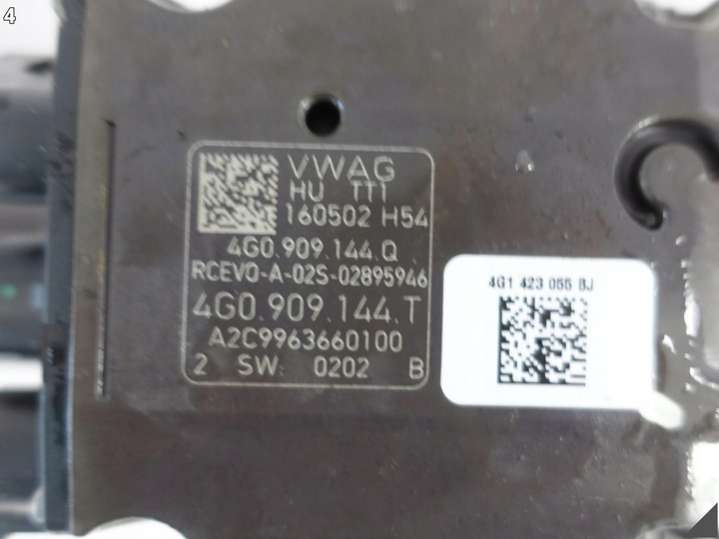 4
VWAG
HU TT1
160502 H54
4G0.909.144.Q
RCEVO-A-02S-02895946
4G0.909.144.T
A2C9963660100
2 SW: 0202 B
4G1 423 055 BJ